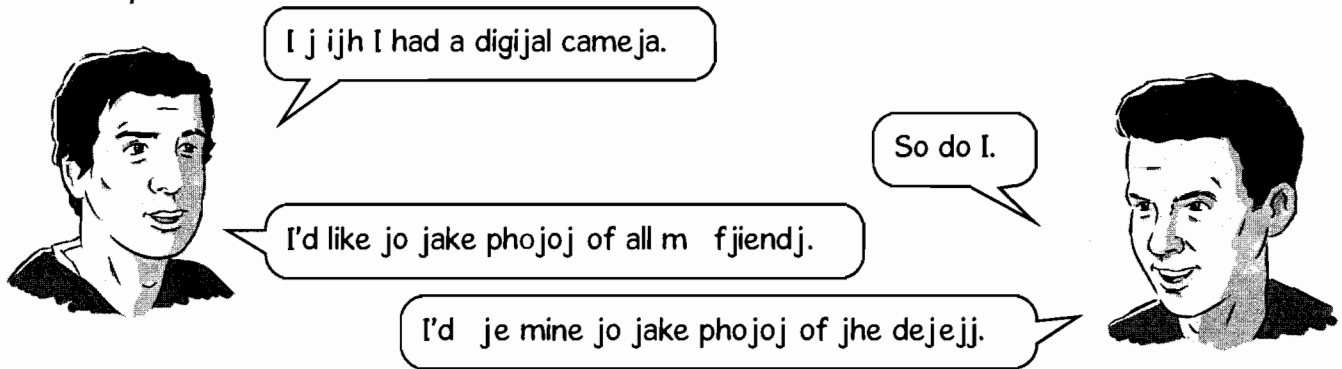 I j ijh I had a digijal cameja.
So do I.
I'd like jo jake phojoj of all m fjiendj.
I'd je mine jo jake phojoj of jhe dejejj.